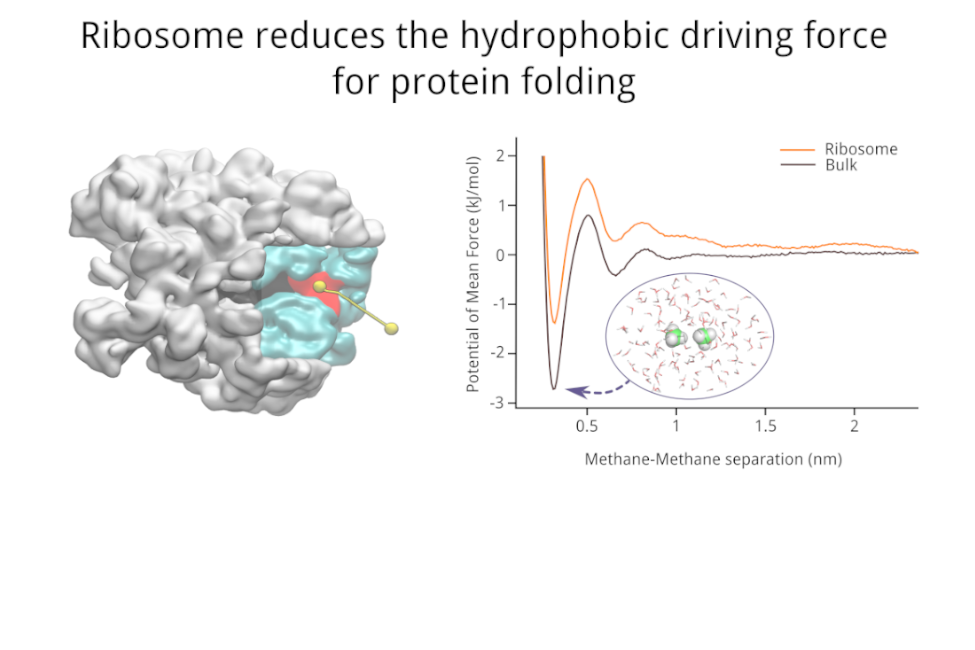 Ribosome reduces the hydrophobic driving force
for protein folding
Potential of Mean Force (kJ/mol)
2
1
0
-1
-2
-3
Ribosome
Bulk
0.5
1
1.5
2
Methane-Methane separation (nm)